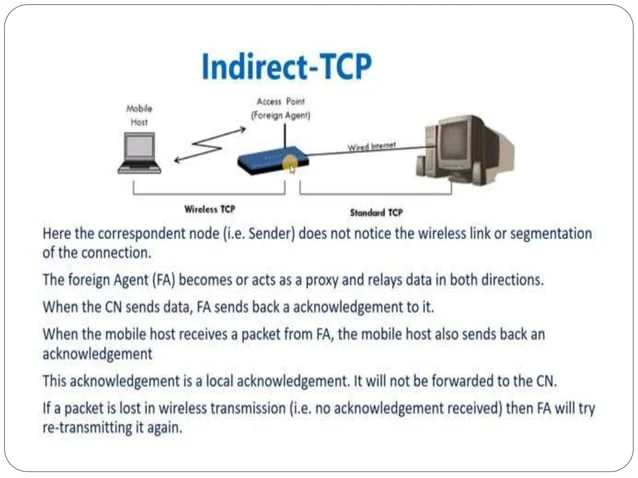 Indirect-TCP
Mobile
Host
Access Point
(Foreign Agent)
Wired Internet
Wireless TCP
Standard TCP
Here the correspondent node (i.e. Sender) does not notice the wireless link or segmentation
of the connection.
The foreign Agent (FA) becomes or acts as a proxy and relays data in both directions.
When the CN sends data, FA sends back a acknowledgement to it.
When the mobile host receives a packet from FA, the mobile host also sends back an
acknowledgement
This acknowledgement is a local acknowledgement. It will not be forwarded to the CN.
If a packet is lost in wireless transmission (i.e. no acknowledgement received) then FA will try
re-transmitting it again.